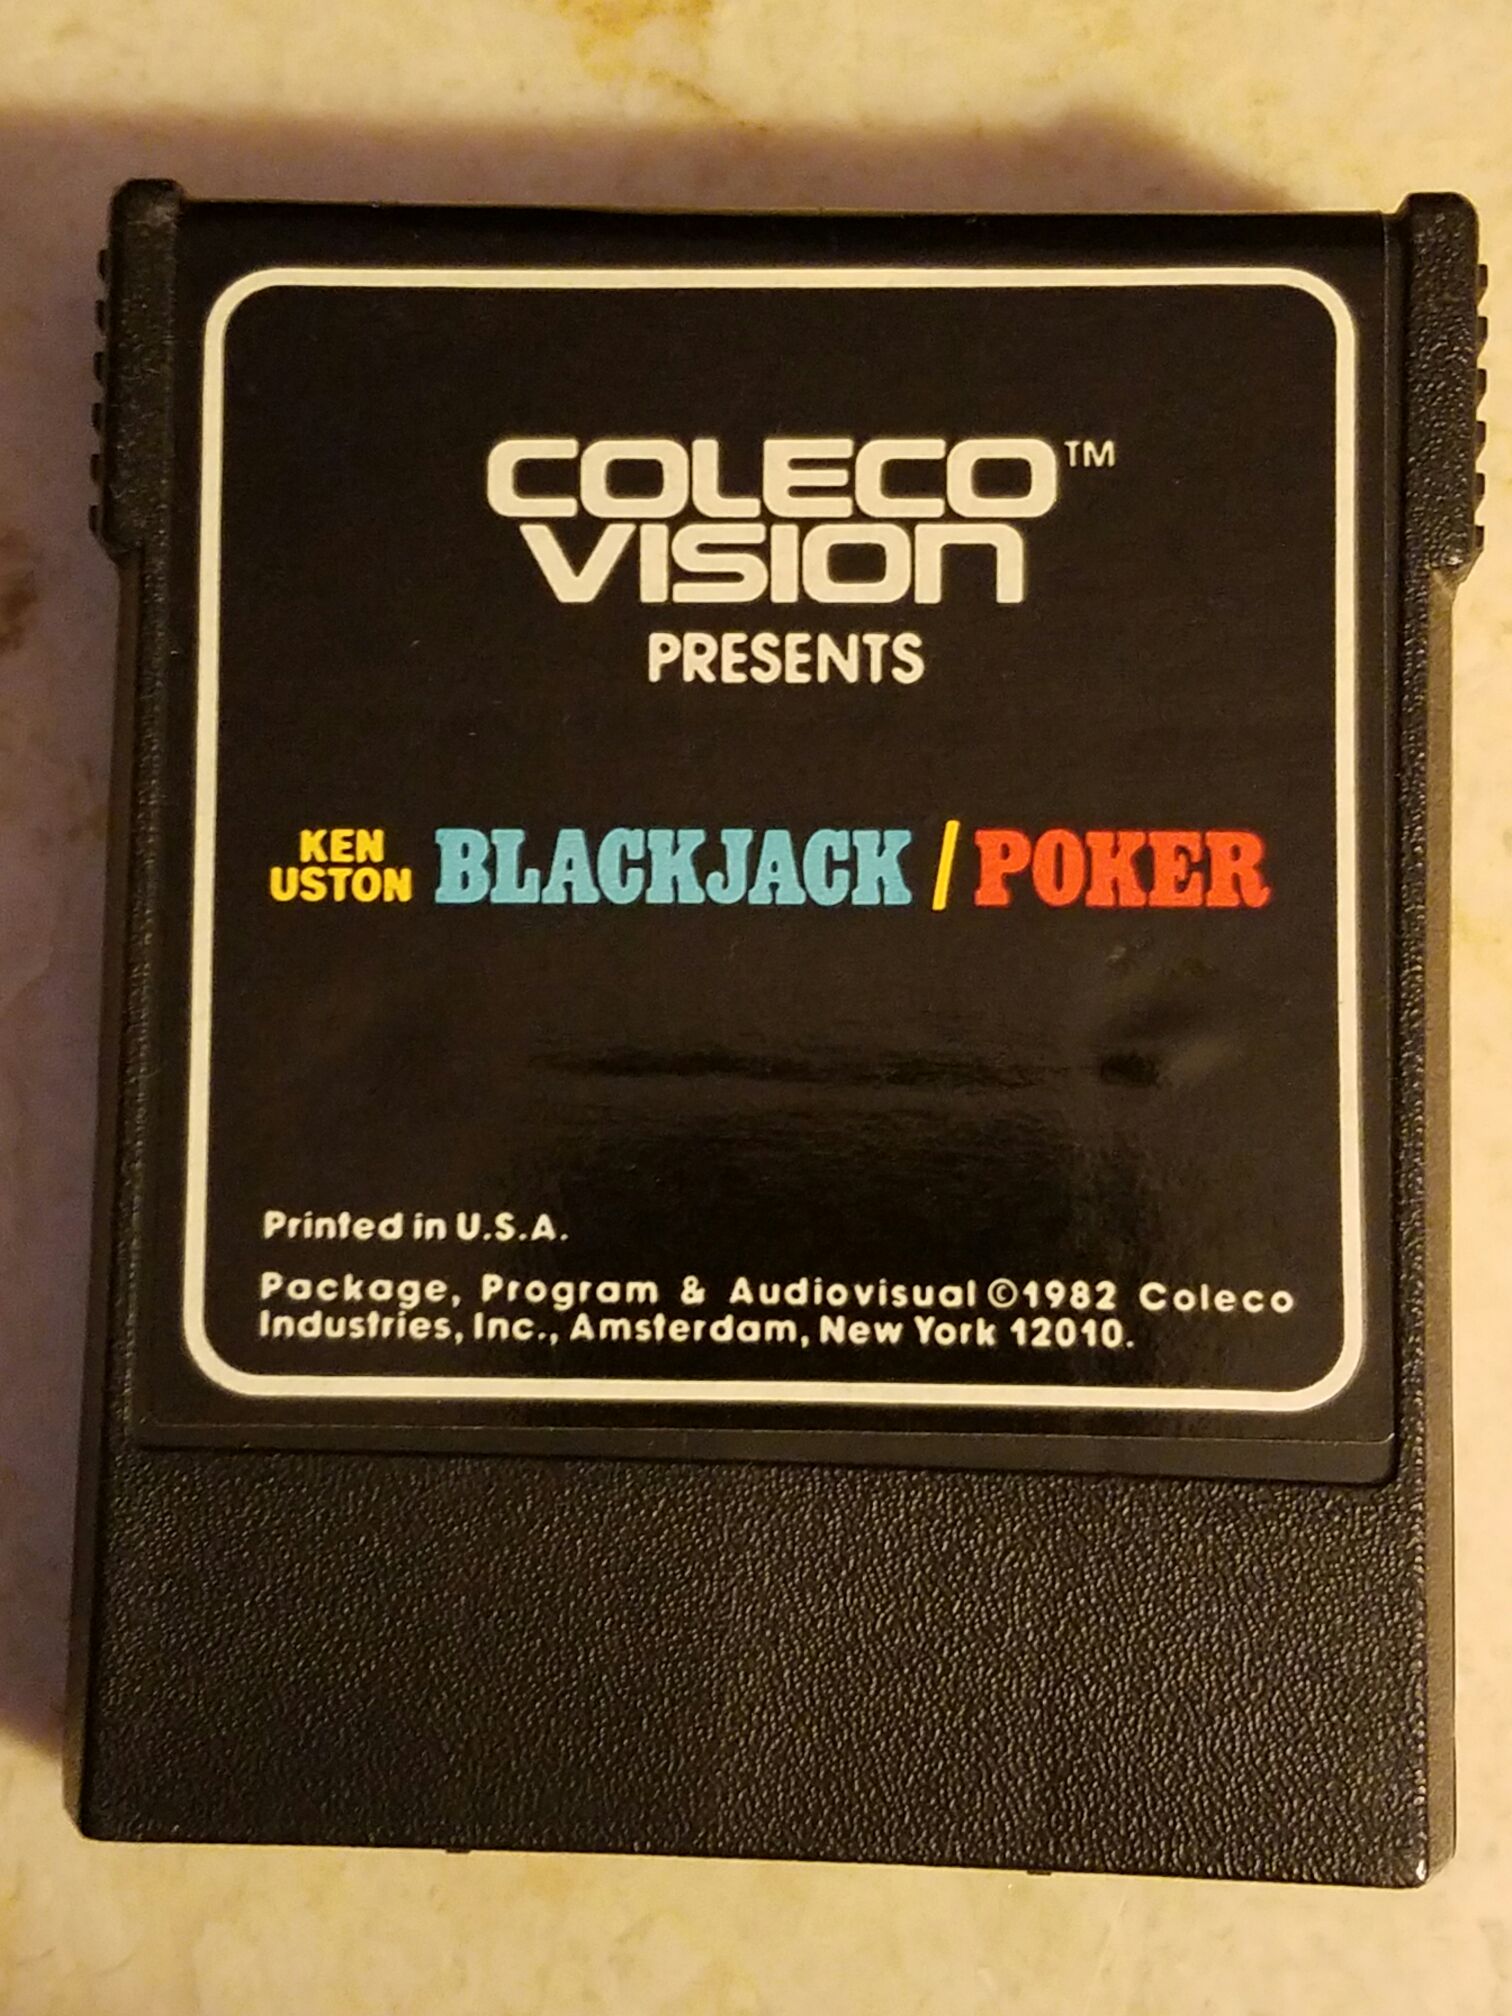 COLECO™
VISION
PRESENTS
KEN
USTON BLACKJACK / POKER
Printed in U.S.A.
Package, Program & Audiovisual ©1982 Coleco
Industries, Inc., Amsterdam, New York 12010.